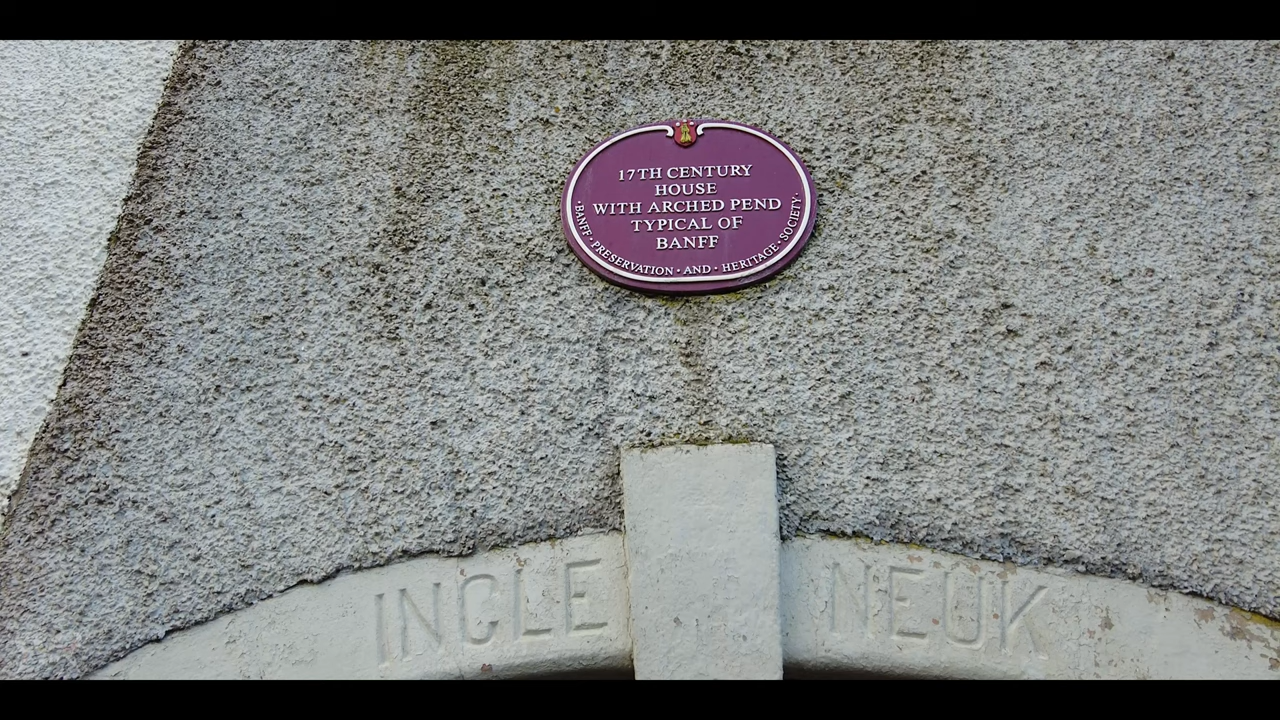 17TH CENTURY
HOUSE
WITH ARCHED PEND
TYPICAL OF
BANFF
·BANFF·PRESERVATION·AND·HERITAGE·SOCIETY·
INGLE NEUK